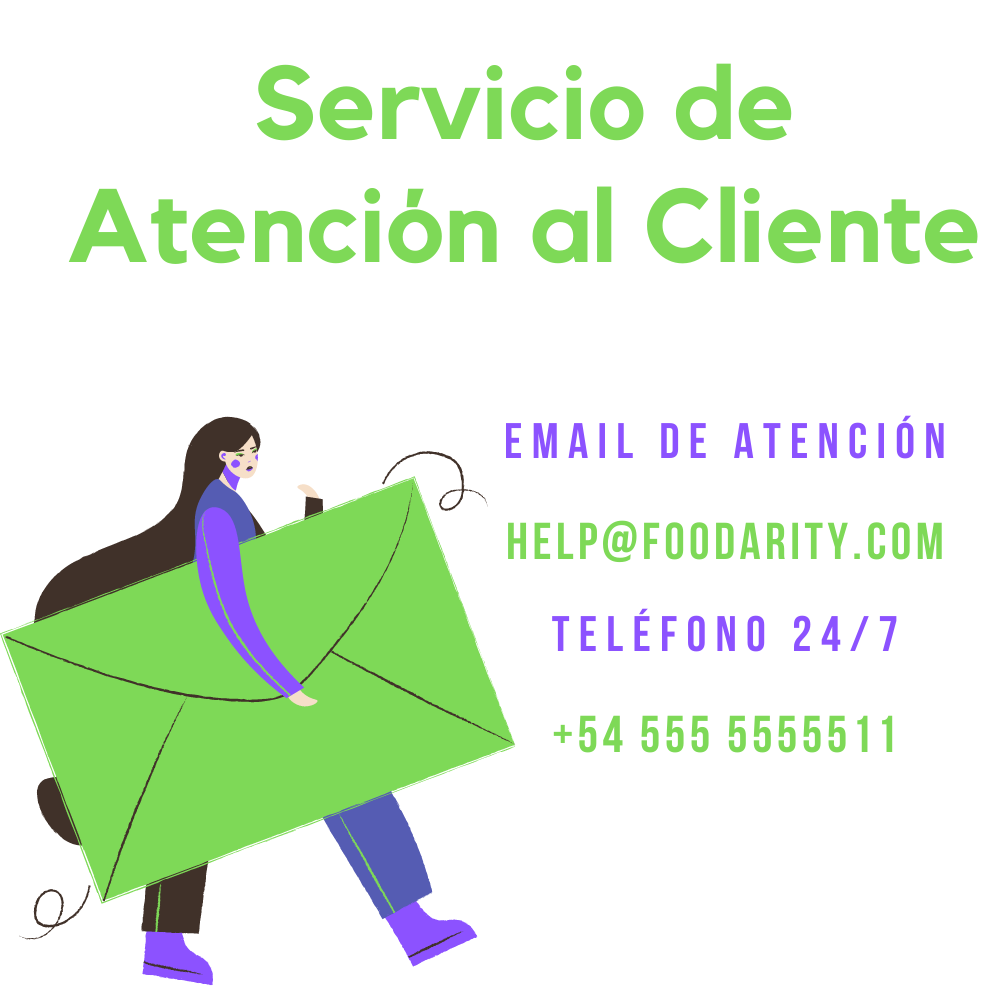 Servicio de
Atención al Cliente
EMAIL DE ATENCIÓN
HELP@FOODARITY.COM
TELÉFONO 24/7
+54 555 5555511